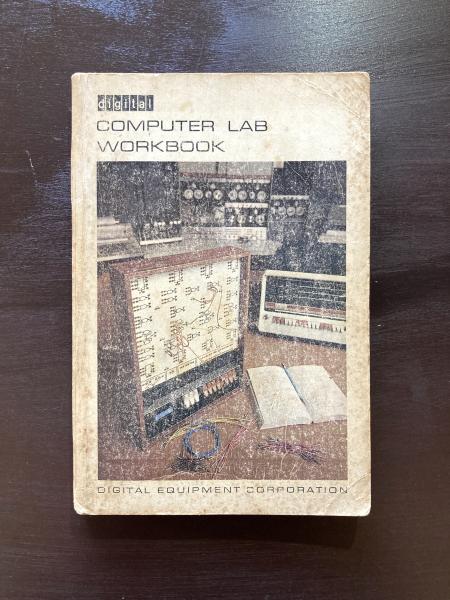 digital
COMPUTER LAB
WORKBOOK
DIGITAL EQUIPMENT CORPORATION